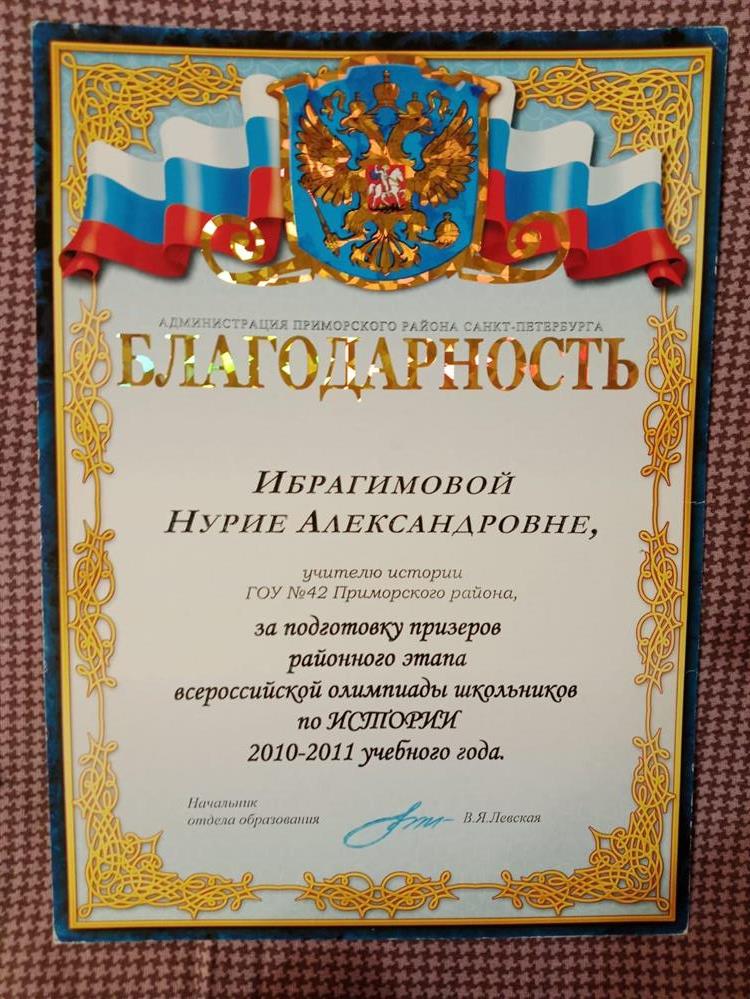 АДМИНИСТРАЦИЯ ПРИМОРСКОГО РАЙОНА САНКТ-ПЕТЕРБУРГА
БЛАГОДАРНОСТЬ
ИБРАГИМОВОЙ
НУРИЕ АЛЕКСАНДРОВНЕ,
учителю истории
ГОУ №42 Приморского района,
за подготовку призеров
районного этапа
всероссийской олимпиады школьников
по ИСТОРИИ
2010-2011 учебного года.
Начальник
отдела образования В.Я.Левская